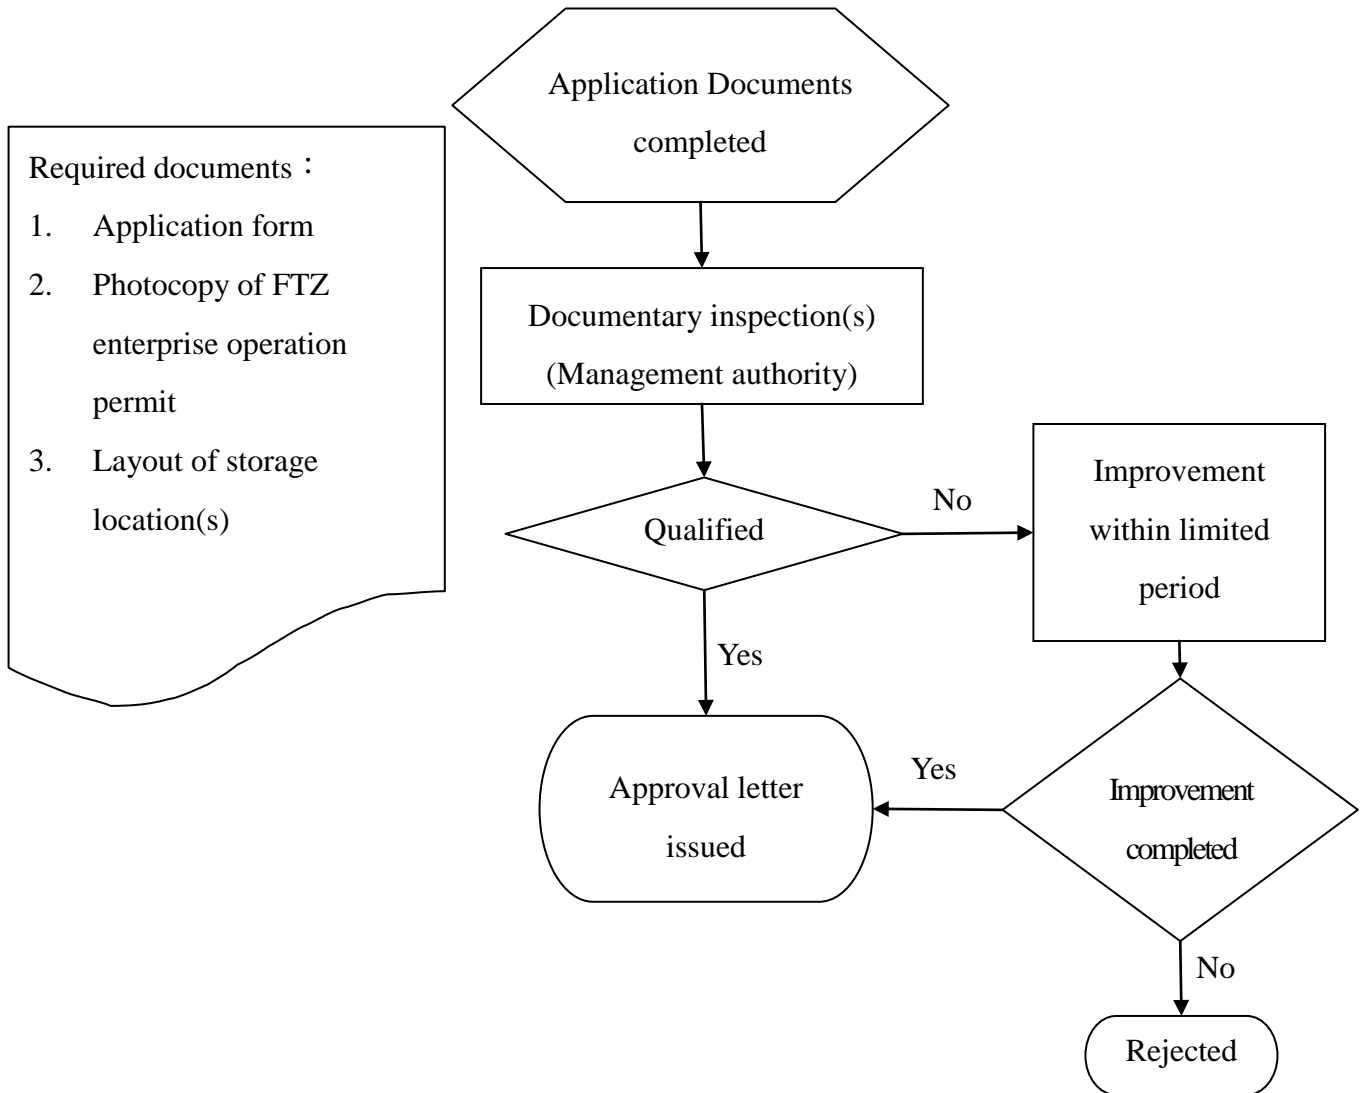 Application Documents
completed
Required documents：
1. Application form
2. Photocopy of FTZ
enterprise operation
permit
3. Layout of storage
location(s)
Documentary inspection(s)
(Management authority)
Qualified
No
Improvement
within limited
period
Yes
Approval letter
issued
Yes
Improvement
completed
No
Rejected